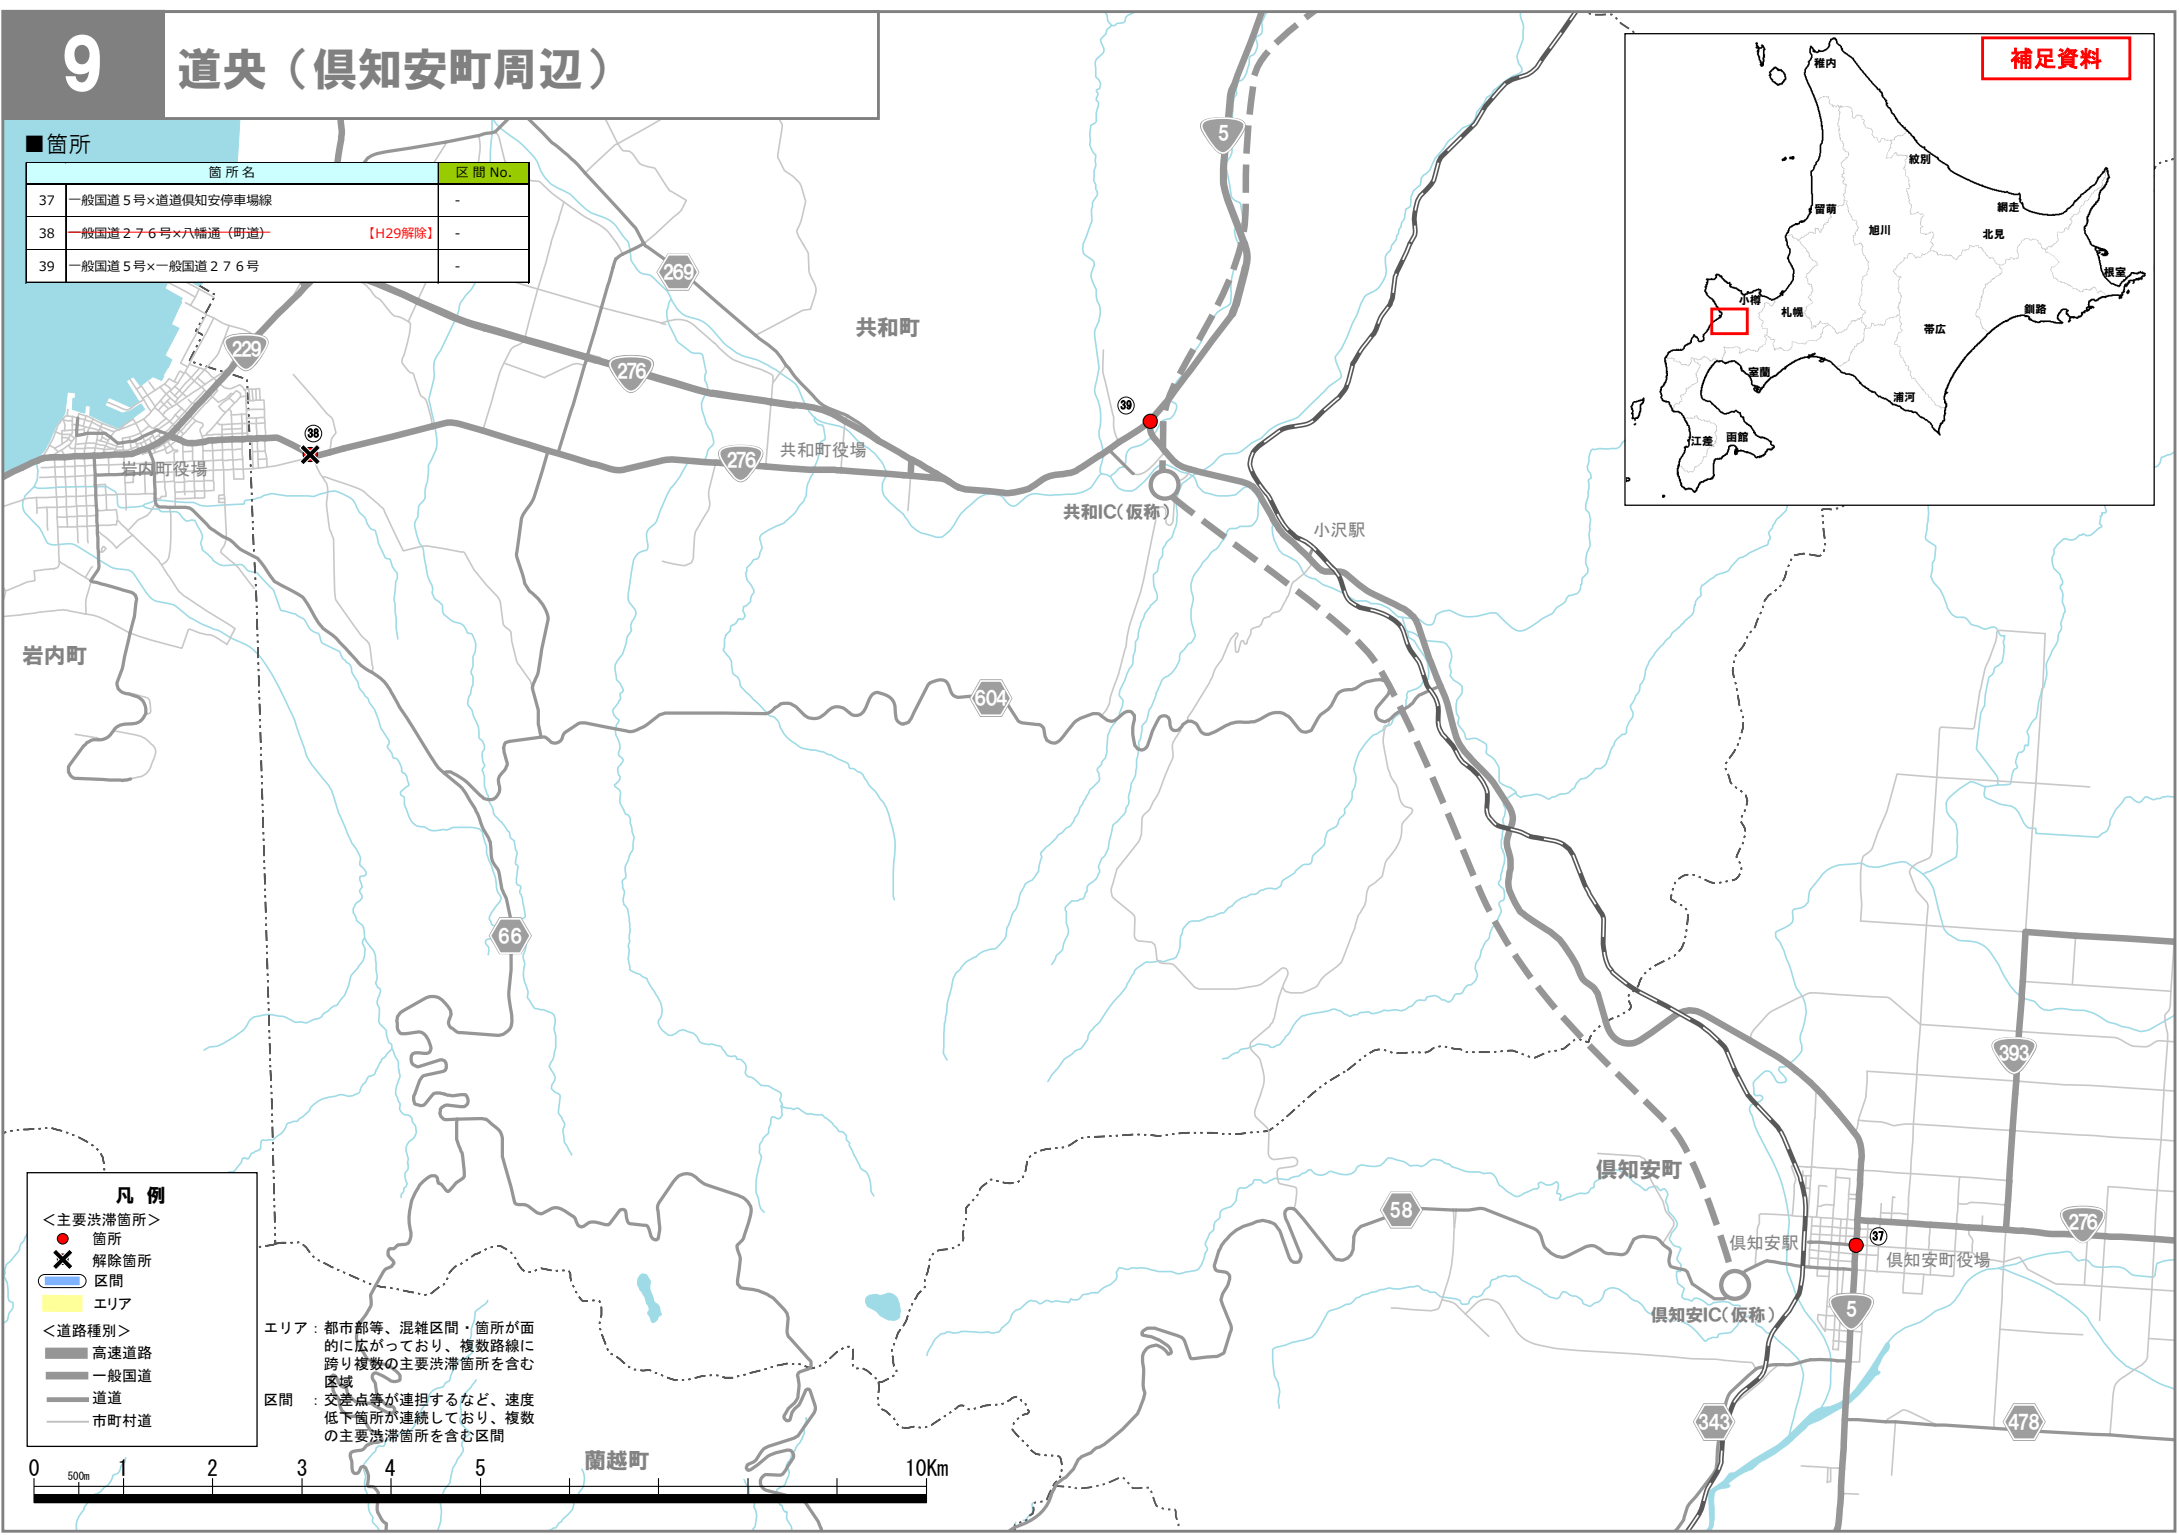 9
道央（倶知安町周辺）
補足資料
■箇所
箇所名 区間No.
37 一般国道５号×道道倶知安停車場線 -
38 一般国道２７６号×八幡通（町道） 【H29解除】 -
39 一般国道５号×一般国道２７６号 -
稚内
紋別
留萌
網走
旭川
北見
根室
小樽
札幌
釧路
帯広
室蘭
浦河
江差
函館
5
269
共和町
229
276
㊴
㊳
276
共和町役場
岩内町役場
共和IC(仮称)
小沢駅
岩内町
604
66
393
倶知安町
58
276
㊲
倶知安駅
倶知安町役場
倶知安IC(仮称)
5
343
478
蘭越町
凡 例
＜主要渋滞箇所＞
箇所
解除箇所
区間
エリア
＜道路種別＞
高速道路
一般国道
道道
市町村道
エリア：都市部等、混雑区間・箇所が面
的に広がっており、複数路線に
跨り複数の主要渋滞箇所を含む
区域
区間　：交差点等が連担するなど、速度
低下箇所が連続しており、複数
の主要渋滞箇所を含む区間
0 500m 1 2 3 4 5 10Km